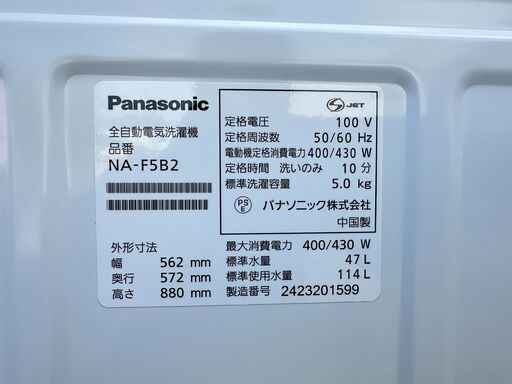 Panasonic
全自動電気洗濯機
品番
NA-F5B2
外形寸法
幅 562 mm
奥行 572 mm
高さ 880 mm
S JET
定格電圧 100 V
定格周波数 50/60 Hz
電動機定格消費電力 400/430 W
定格時間 洗いのみ 10 分
標準洗濯容量 5.0 kg
PS E パナソニック株式会社
中国製
最大消費電力 400/430 W
標準水量 47 L
標準使用水量 114 L
製造番号 2423201599